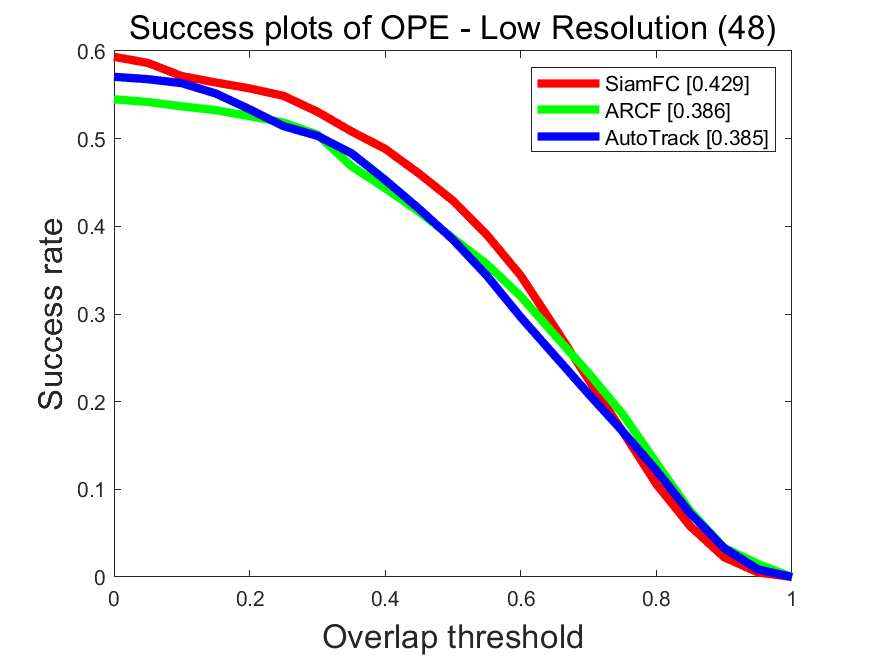 Success plots of OPE - Low Resolution (48)
SiamFC [0.429]
ARCF [0.386]
AutoTrack [0.385]
Success rate
0.6
0.5
0.4
0.3
0.2
0.1
0
0 0.2 0.4 0.6 0.8 1
Overlap threshold